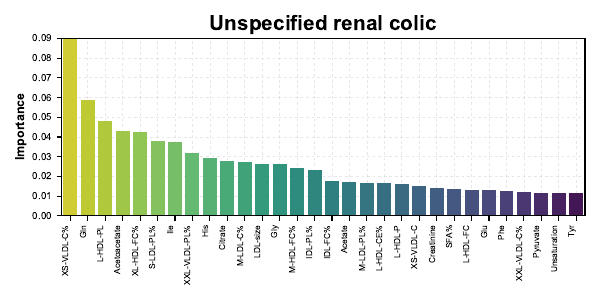 Unspecified renal colic
Importance
0.09
0.08
0.07
0.06
0.05
0.04
0.03
0.02
0.01
0.00
XS-VLDL-C%
Gln
L-HDL-PL
Acetoacetate
XL-HDL-FC%
S-LDL-PL%
Ile
XXL-VLDL-PL%
His
Citrate
M-LDL-C%
LDL-size
Gly
M-HDL-FC%
IDL-PL%
IDL-FC%
Acetate
M-LDL-PL%
L-HDL-CE%
L-HDL-P
XS-VLDL-C
Creatinine
SFA%
L-HDL-FC
Glu
Phe
XXL-VLDL-C%
Pyruvate
Unsaturation
Tyr